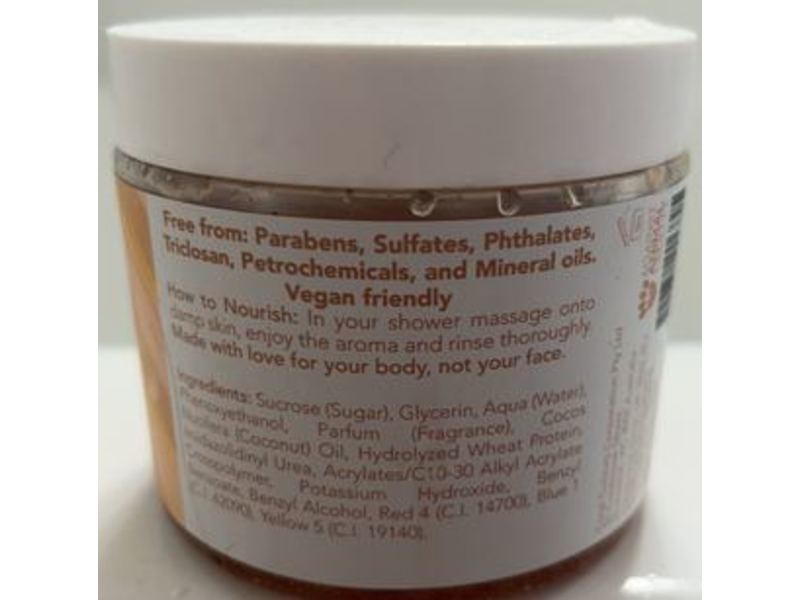 Free from: Parabens, Sulfates, Phthalates,
Triclosan, Petrochemicals, and Mineral oils.
Vegan friendly
How to Nourish: In your shower massage onto
damp skin, enjoy the aroma and rinse thoroughly.
Made with love for your body, not your face.
Ingredients: Sucrose (Sugar), Glycerin, Aqua (Water),
Phenoxyethanol, Parfum (Fragrance), Cocos
Nucifera (Coconut) Oil, Hydrolyzed Wheat Protein,
Imidazolidinyl Urea, Acrylates/C10-30 Alkyl Acrylate
Crosspolymer, Potassium Hydroxide, Benzyl
Benzoate, Benzyl Alcohol, Red 4 (C.I. 14700), Blue 1
(C.I. 42090), Yellow 5 (C.I. 19140).